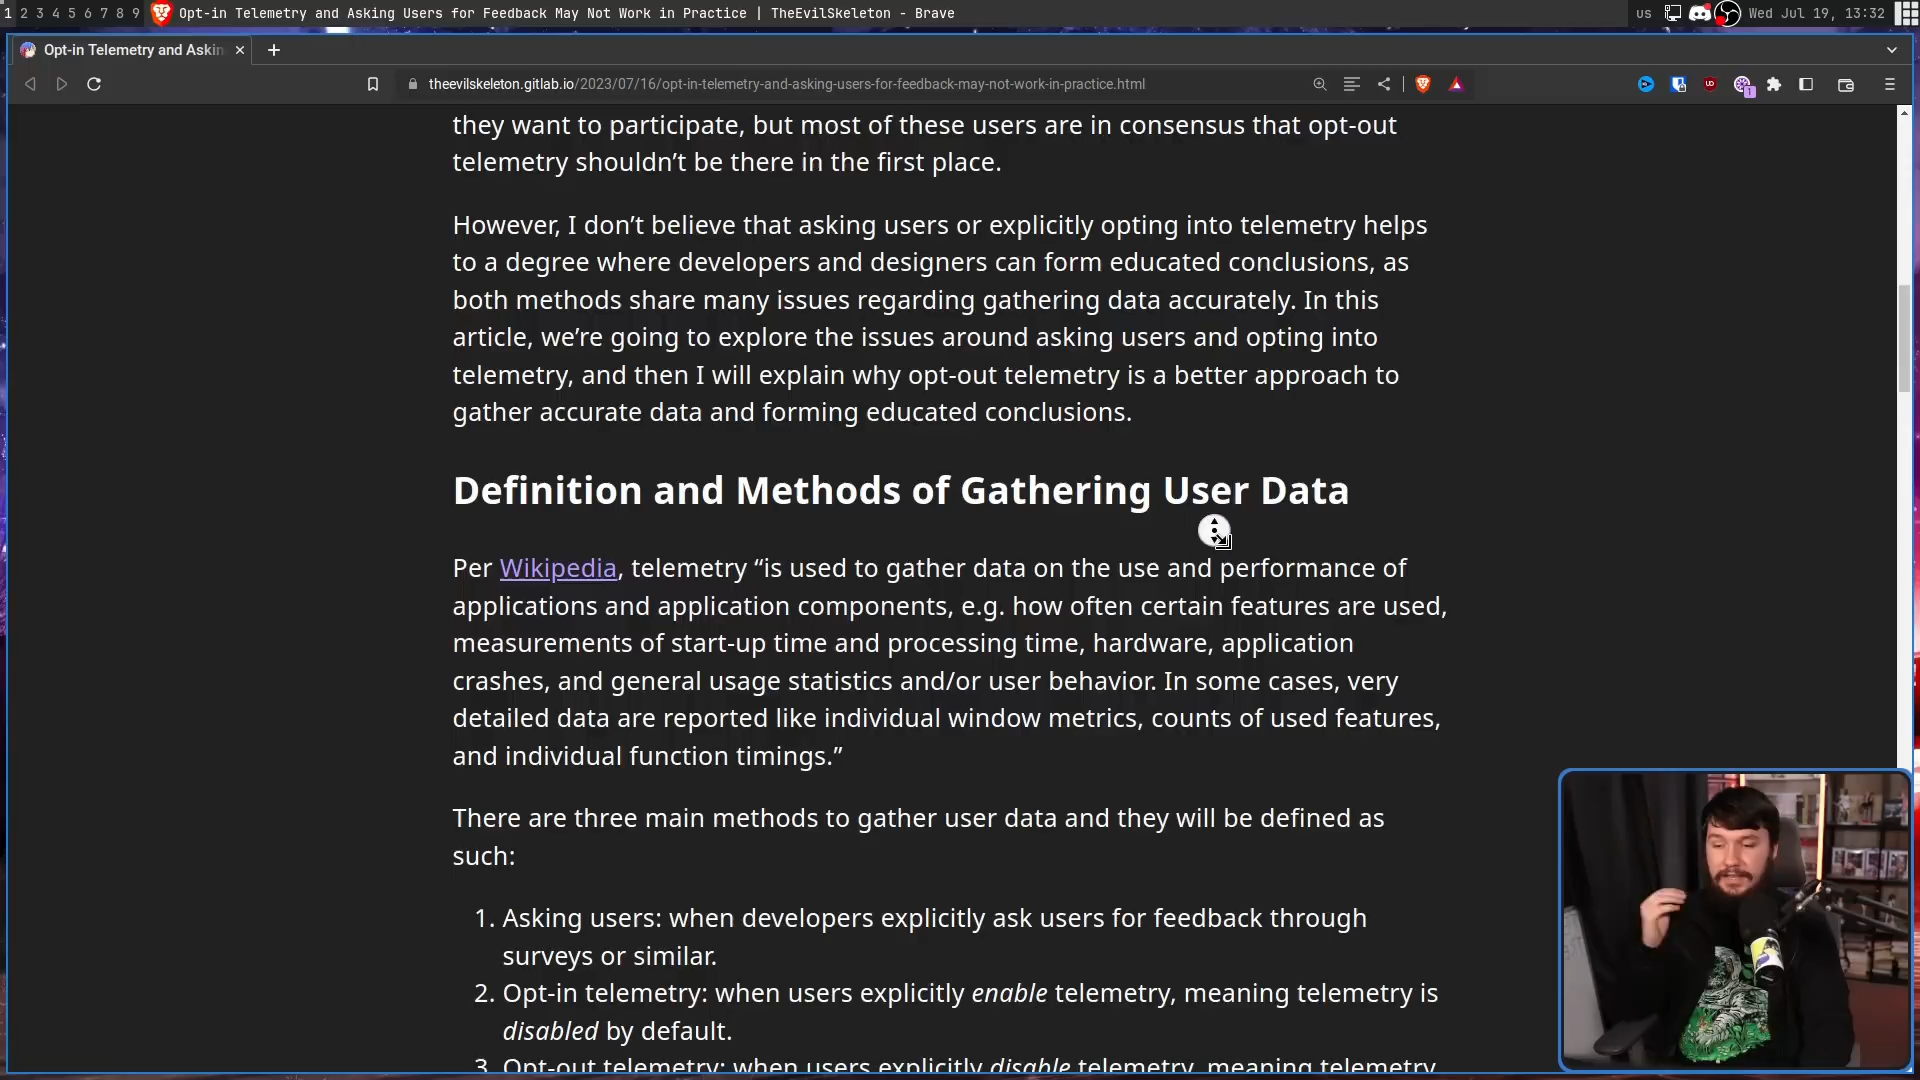 1 2 3 4 5 6 7 8 9 Opt-in Telemetry and Asking Users for Feedback May Not Work in Practice | TheEvilSkeleton - Brave us Wed Jul 19, 13:32
Opt-in Telemetry and Askin
theevilskeleton.gitlab.io/2023/07/16/opt-in-telemetry-and-asking-users-for-feedback-may-not-work-in-practice.html
1
they want to participate, but most of these users are in consensus that opt-out
telemetry shouldn’t be there in the first place.
However, I don’t believe that asking users or explicitly opting into telemetry helps
to a degree where developers and designers can form educated conclusions, as
both methods share many issues regarding gathering data accurately. In this
article, we’re going to explore the issues around asking users and opting into
telemetry, and then I will explain why opt-out telemetry is a better approach to
gather accurate data and forming educated conclusions.
Definition and Methods of Gathering User Data
Per Wikipedia, telemetry “is used to gather data on the use and performance of
applications and application components, e.g. how often certain features are used,
measurements of start-up time and processing time, hardware, application
crashes, and general usage statistics and/or user behavior. In some cases, very
detailed data are reported like individual window metrics, counts of used features,
and individual function timings.”
There are three main methods to gather user data and they will be defined as
such:
1. Asking users: when developers explicitly ask users for feedback through
surveys or similar.
2. Opt-in telemetry: when users explicitly enable telemetry, meaning telemetry is
disabled by default.
3. Opt-out telemetry: when users explicitly disable telemetry, meaning telemetry